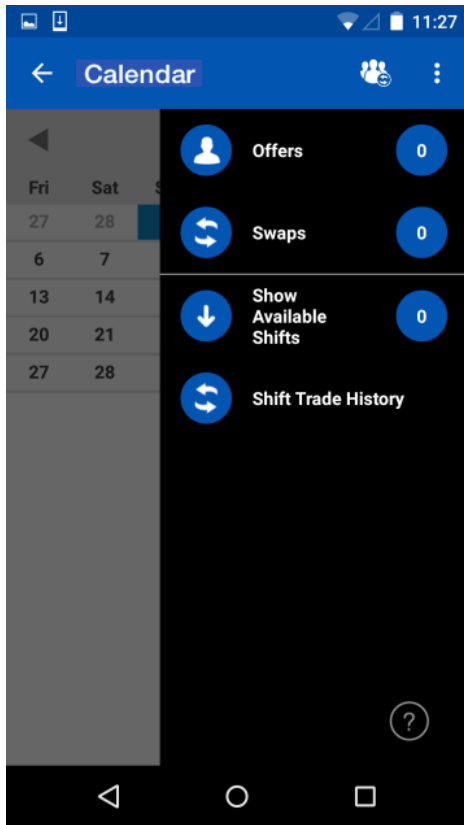 11:27
Calendar
Fri Sat
27 28
6 7
13 14
20 21
27 28
Offers 0
Swaps 0
Show
Available 0
Shifts
Shift Trade History
?